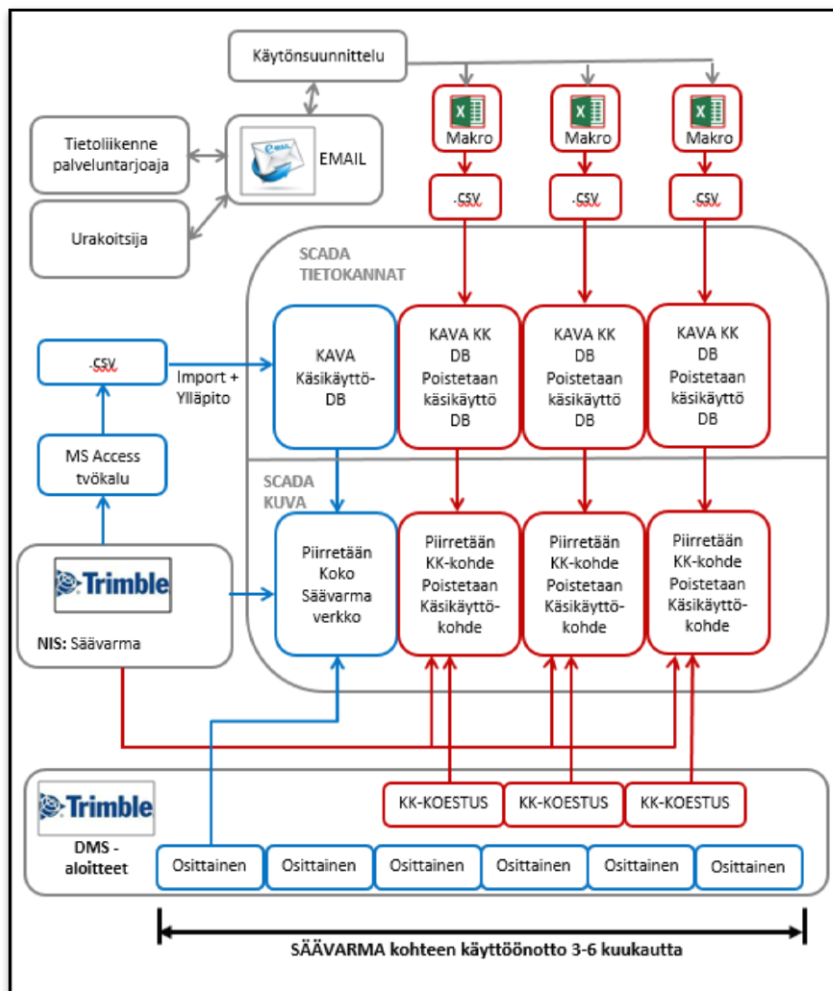 Käytönsuunnittelu
Makro
Makro
Makro
Tietoliikenne
palveluntarjoaja
EMAIL
EMAIL
Urakoitsija
.csv
.csv
.csv
SCADA
TIETOKANNAT
.csv
Import +
Ylläpito
KAVA
Käsikäyttö-
DB
KAVA KK
DB
Poistetaan
käsikäyttö
DB
KAVA KK
DB
Poistetaan
käsikäyttö
DB
KAVA KK
DB
Poistetaan
käsikäyttö
DB
MS Access
työkalu
SCADA
KUVA
Trimble
NIS: Säävarma
Piirretään
Koko
Säävarma
verkko
Piirretään
KK-kohde
Poistetaan
Käsikäyttö-
kohde
Piirretään
KK-kohde
Poistetaan
Käsikäyttö-
kohde
Piirretään
KK-kohde
Poistetaan
Käsikäyttö-
kohde
Trimble
DMS -
aloitteet
KK-KOESTUS
KK-KOESTUS
KK-KOESTUS
Osittainen
Osittainen
Osittainen
Osittainen
Osittainen
Osittainen
SÄÄVARMA kohteen käyttöönotto 3-6 kuukautta